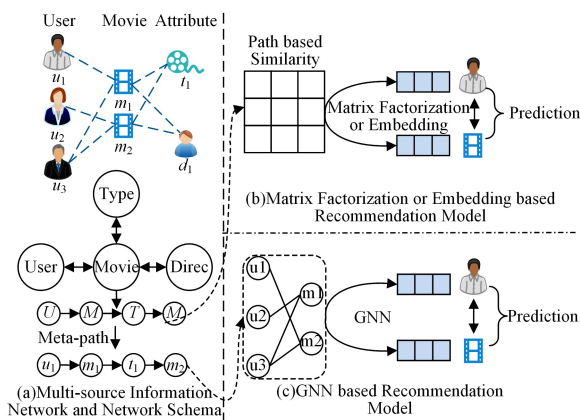 User Movie Attribute
u1
m1
t1
u2
m2
u3
d1
Type
User Movie Direc
U M T M
Meta-path
u1 m1 t1 m2
(a)Multi-source Information
Network and Network Schema
Path based
Similarity
Matrix Factorization
or Embedding
Prediction
(b)Matrix Factorization or Embedding based
Recommendation Model
u1
m1
u2
m2
u3
GNN
Prediction
(c)GNN based Recommendation
Model